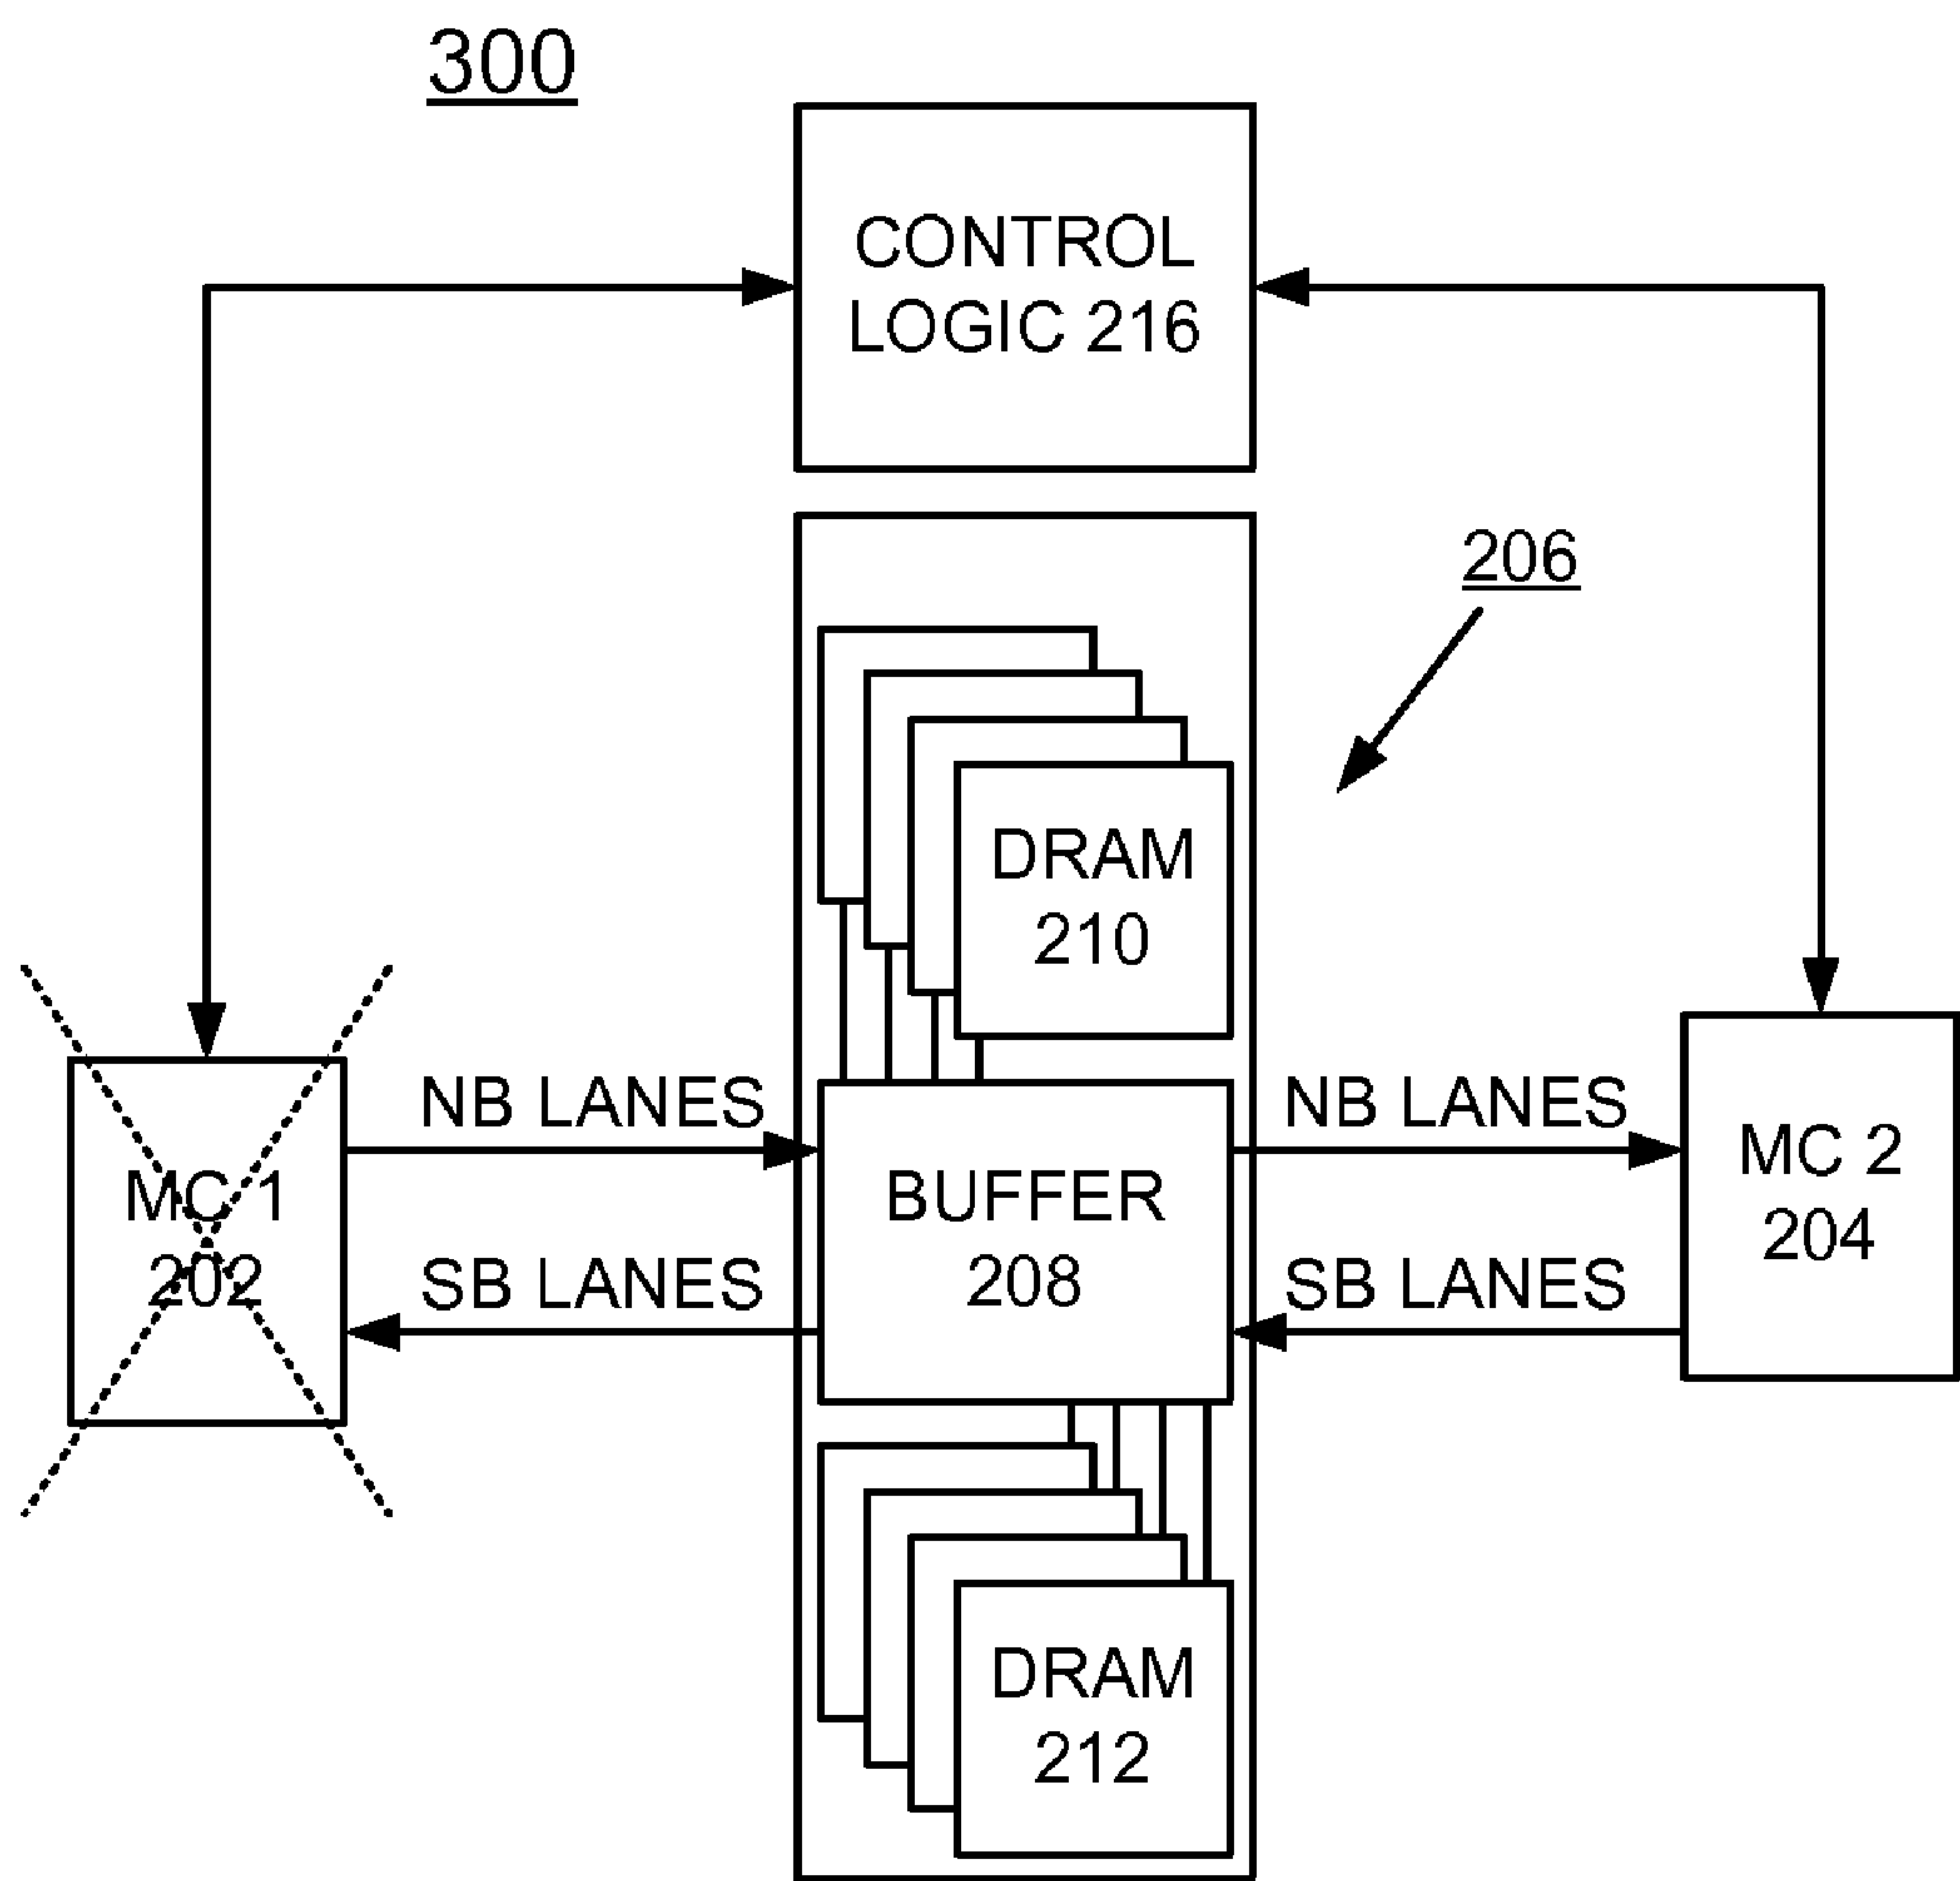 300
CONTROL
LOGIC 216
206
DRAM
210
NB LANES
NB LANES
MC 1
202
BUFFER
208
MC 2
204
SB LANES
SB LANES
DRAM
212